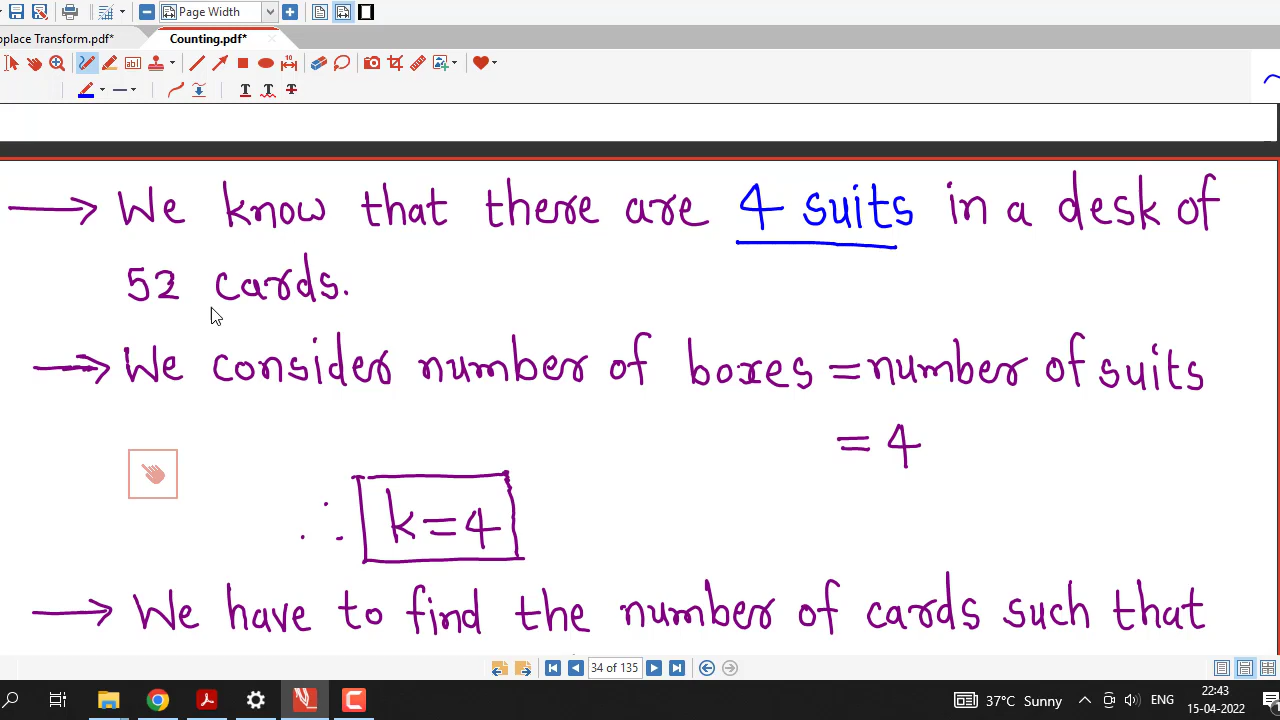 Page Width
pplace Transform.pdf*
Counting.pdf*
→ We know that there are 4 suits in a desk of
52 cards.
→ We consider number of boxes = number of suits
= 4
∴ k=4
→ We have to find the number of cards such that
34 of 135
37°C Sunny
ENG
22:43
15-04-2022